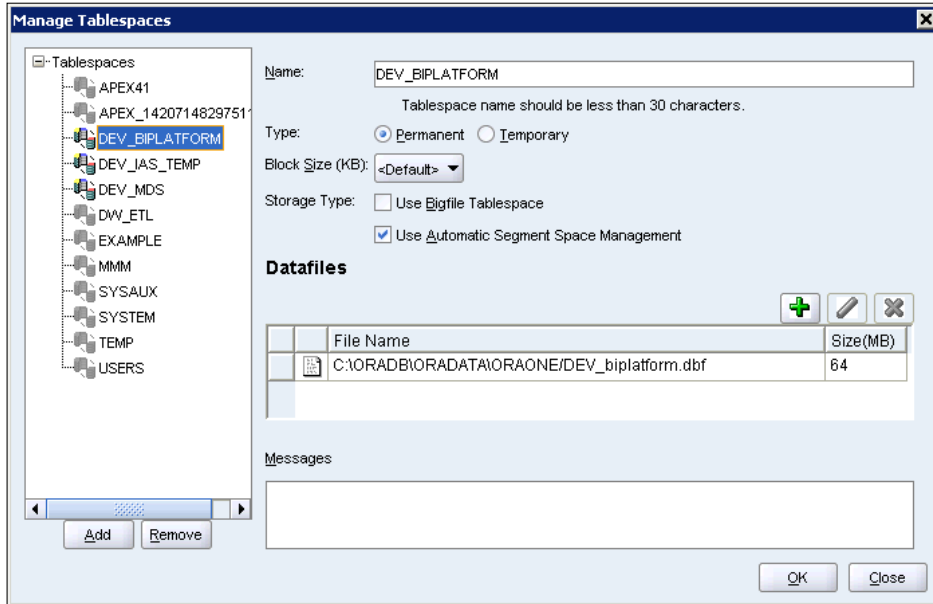 Manage Tablespaces
Tablespaces
APEX41
APEX_14207148297511
DEV_BIPLATFORM
DEV_IAS_TEMP
DEV_MDS
DW_ETL
EXAMPLE
MMM
SYSAUX
SYSTEM
TEMP
USERS
Add
Remove
Name:
DEV_BIPLATFORM
Tablespace name should be less than 30 characters.
Type:
Permanent
Temporary
Block Size (KB):
<Default>
Storage Type:
Use Bigfile Tablespace
Use Automatic Segment Space Management
Datafiles
File Name
Size(MB)
C:\ORADB\ORADATA\ORAONE/DEV_biplatform.dbf
64
Messages
OK
Close